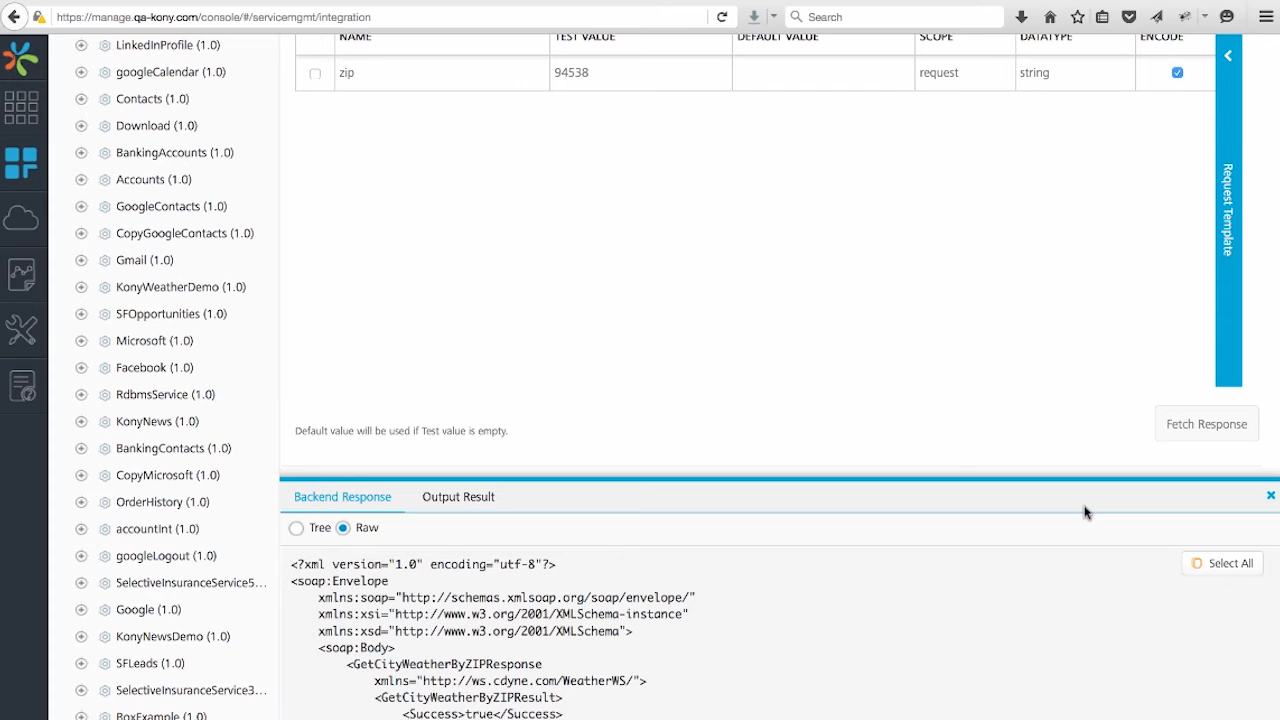 https://manage.qa-kony.com/console/#/servicemgmt/integration
Search
LinkedInProfile (1.0)
googleCalendar (1.0)
Contacts (1.0)
Download (1.0)
BankingAccounts (1.0)
Accounts (1.0)
GoogleContacts (1.0)
CopyGoogleContacts (1.0)
Gmail (1.0)
KonyWeatherDemo (1.0)
SFOpportunities (1.0)
Microsoft (1.0)
Facebook (1.0)
RdbmsService (1.0)
KonyNews (1.0)
BankingContacts (1.0)
CopyMicrosoft (1.0)
OrderHistory (1.0)
accountInt (1.0)
googleLogout (1.0)
SelectiveInsuranceService5...
Google (1.0)
KonyNewsDemo (1.0)
SFLeads (1.0)
SelectiveInsuranceService3...
BoxExample (1.0)
NAME TEST VALUE DEFAULT VALUE SCOPE DATATYPE ENCODE
zip 94538 request string
Request Template
Default value will be used if Test value is empty.
Fetch Response
Backend Response Output Result
Tree Raw
Select All
<?xml version="1.0" encoding="utf-8"?>
<soap:Envelope
xmlns:soap="http://schemas.xmlsoap.org/soap/envelope/"
xmlns:xsi="http://www.w3.org/2001/XMLSchema-instance"
xmlns:xsd="http://www.w3.org/2001/XMLSchema">
<soap:Body>
<GetCityWeatherByZIPResponse
xmlns="http://ws.cdyne.com/WeatherWS/">
<GetCityWeatherByZIPResult>
<Success>true</Success>